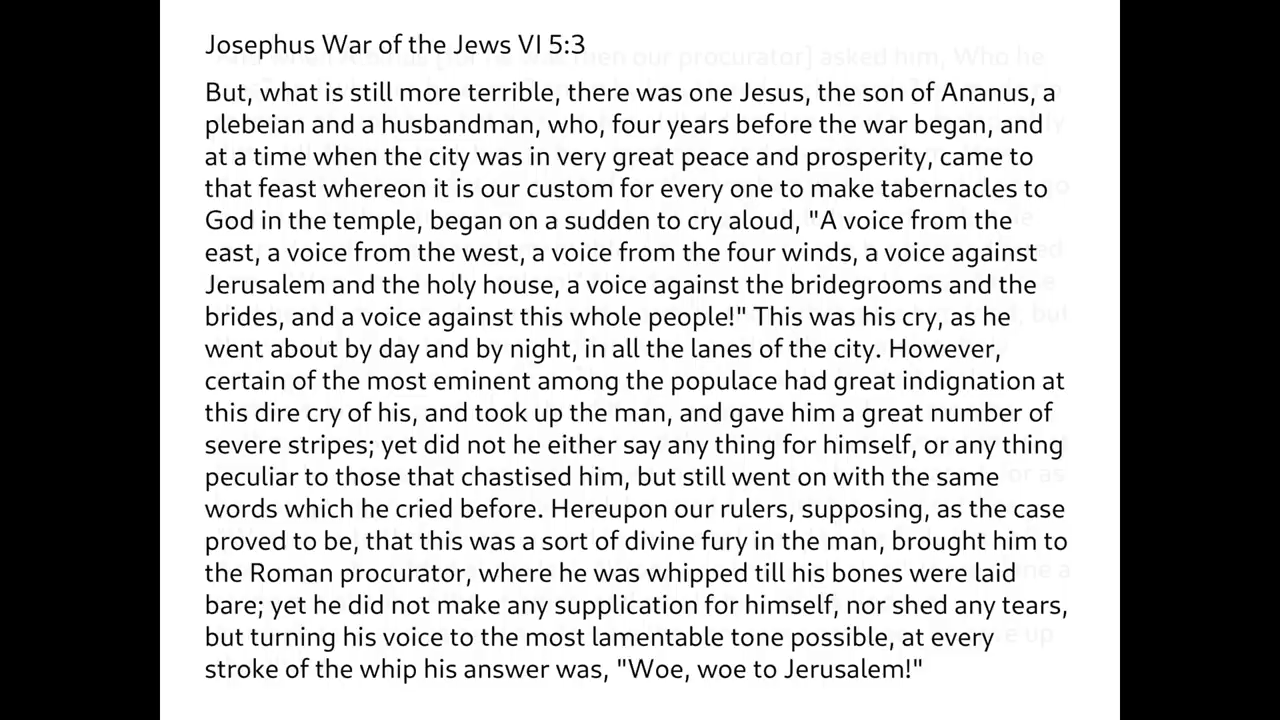 Josephus War of the Jews VI 5:3
But, what is still more terrible, there was one Jesus, the son of Ananus, a
plebeian and a husbandman, who, four years before the war began, and
at a time when the city was in very great peace and prosperity, came to
that feast whereon it is our custom for every one to make tabernacles to
God in the temple, began on a sudden to cry aloud, "A voice from the
east, a voice from the west, a voice from the four winds, a voice against
Jerusalem and the holy house, a voice against the bridegrooms and the
brides, and a voice against this whole people!" This was his cry, as he
went about by day and by night, in all the lanes of the city. However,
certain of the most eminent among the populace had great indignation at
this dire cry of his, and took up the man, and gave him a great number of
severe stripes; yet did not he either say any thing for himself, or any thing
peculiar to those that chastised him, but still went on with the same
words which he cried before. Hereupon our rulers, supposing, as the case
proved to be, that this was a sort of divine fury in the man, brought him to
the Roman procurator, where he was whipped till his bones were laid
bare; yet he did not make any supplication for himself, nor shed any tears,
but turning his voice to the most lamentable tone possible, at every
stroke of the whip his answer was, "Woe, woe to Jerusalem!"